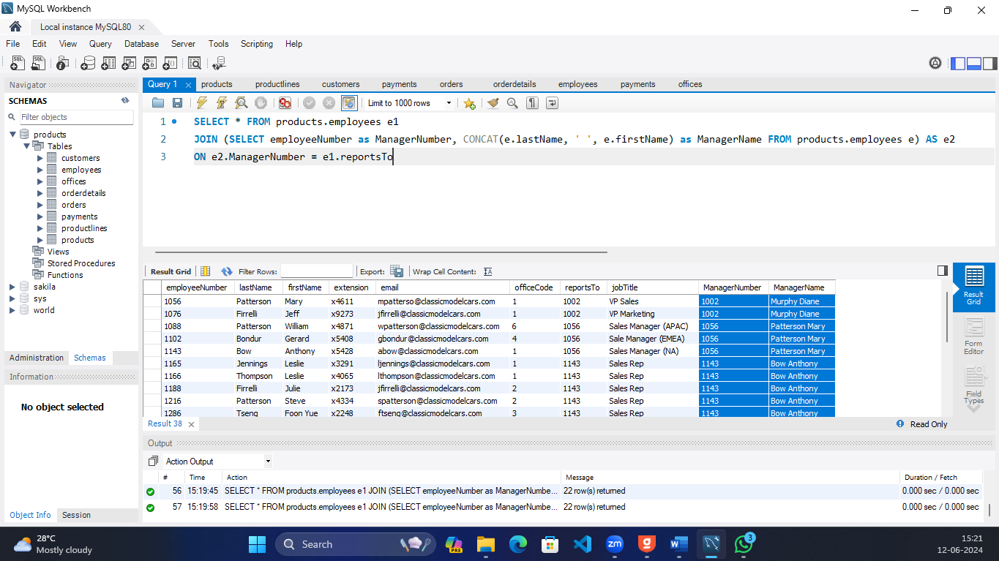 MySQL Workbench
Local instance MySQL80
File Edit View Query Database Server Tools Scripting Help
Navigator
SCHEMAS
Filter objects
products
Tables
customers
employees
offices
orderdetails
orders
payments
productlines
products
Views
Stored Procedures
Functions
sakila
sys
world
Administration Schemas
Information
No object selected
Object Info Session
Query 1 products productlines customers payments orders orderdetails employees payments offices
Limit to 1000 rows
1 SELECT * FROM products.employees e1
2 JOIN (SELECT employeeNumber as ManagerNumber, CONCAT(e.lastName, ' ', e.firstName) as ManagerName FROM products.employees e) AS e2
3 ON e2.ManagerNumber = e1.reportsTo
Result Grid Filter Rows: Export: Wrap Cell Content:
employeeNumber lastName firstName extension email officeCode reportsTo jobTitle ManagerNumber ManagerName
1056 Patterson Mary x4611 mpatterso@classicmodelcars.com 1 1002 VP Sales 1002 Murphy Diane
1076 Firrelli Jeff x9273 jfirrelli@classicmodelcars.com 1 1002 VP Marketing 1002 Murphy Diane
1088 Patterson William x4871 wpatterson@classicmodelcars.com 6 1056 Sales Manager (APAC) 1056 Patterson Mary
1102 Bondur Gerard x5408 gbondur@classicmodelcars.com 4 1056 Sale Manager (EMEA) 1056 Patterson Mary
1143 Bow Anthony x5428 abow@classicmodelcars.com 1 1056 Sales Manager (NA) 1056 Patterson Mary
1165 Jennings Leslie x3291 ljennings@classicmodelcars.com 1 1143 Sales Rep 1143 Bow Anthony
1166 Thompson Leslie x4065 lthompson@classicmodelcars.com 1 1143 Sales Rep 1143 Bow Anthony
1188 Firrelli Julie x2173 jfirrelli@classicmodelcars.com 2 1143 Sales Rep 1143 Bow Anthony
1216 Patterson Steve x4334 spatterson@classicmodelcars.com 2 1143 Sales Rep 1143 Bow Anthony
1286 Tseng Foon Yue x2248 ftseng@classicmodelcars.com 3 1143 Sales Rep 1143 Bow Anthony
Result Grid
Form Editor
Field Types
Result 38
Read Only
Output
Action Output
# Time Action Message Duration / Fetch
56 15:19:45 SELECT * FROM products.employees e1 JOIN (SELECT employeeNumber as ManagerNumbe... 22 row(s) returned 0.000 sec / 0.000 sec
57 15:19:58 SELECT * FROM products.employees e1 JOIN (SELECT employeeNumber as ManagerNumbe... 22 row(s) returned 0.000 sec / 0.000 sec
28°C
Mostly cloudy
Search
PRE
zm
3
15:21
12-06-2024